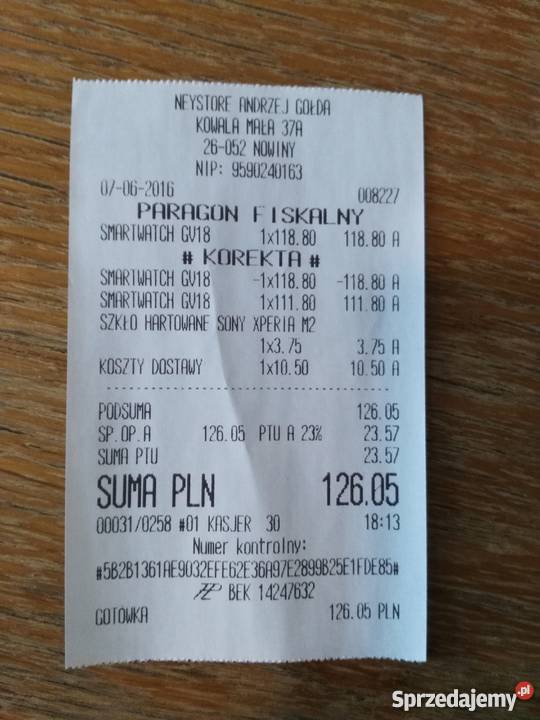 NEYSTORE ANDRZEJ GOŁDA
KOWALA MAŁA 37A
26-052 NOWINY
NIP: 9590240163
07-06-2016 008227
PARAGON FISKALNY
SMARTWATCH GV18 1x118.80 118.80 A
# KOREKTA #
SMARTWATCH GV18 -1x118.80 -118.80 A
SMARTWATCH GV18 1x111.80 111.80 A
SZKŁO HARTOWANE SONY XPERIA M2
1x3.75 3.75 A
KOSZTY DOSTAWY 1x10.50 10.50 A
PODSUMA 126.05
SP.OP.A 126.05 PTU A 23% 23.57
SUMA PTU 23.57
SUMA PLN 126.05
00031/0258 #01 KASJER 30 18:13
Numer kontrolny:
#5B2B1361AE9032EFE62E36A97E2899B25E1FDE85#
BEK 14247632
GOTÓWKA 126.05 PLN
Sprzedajemy.pl